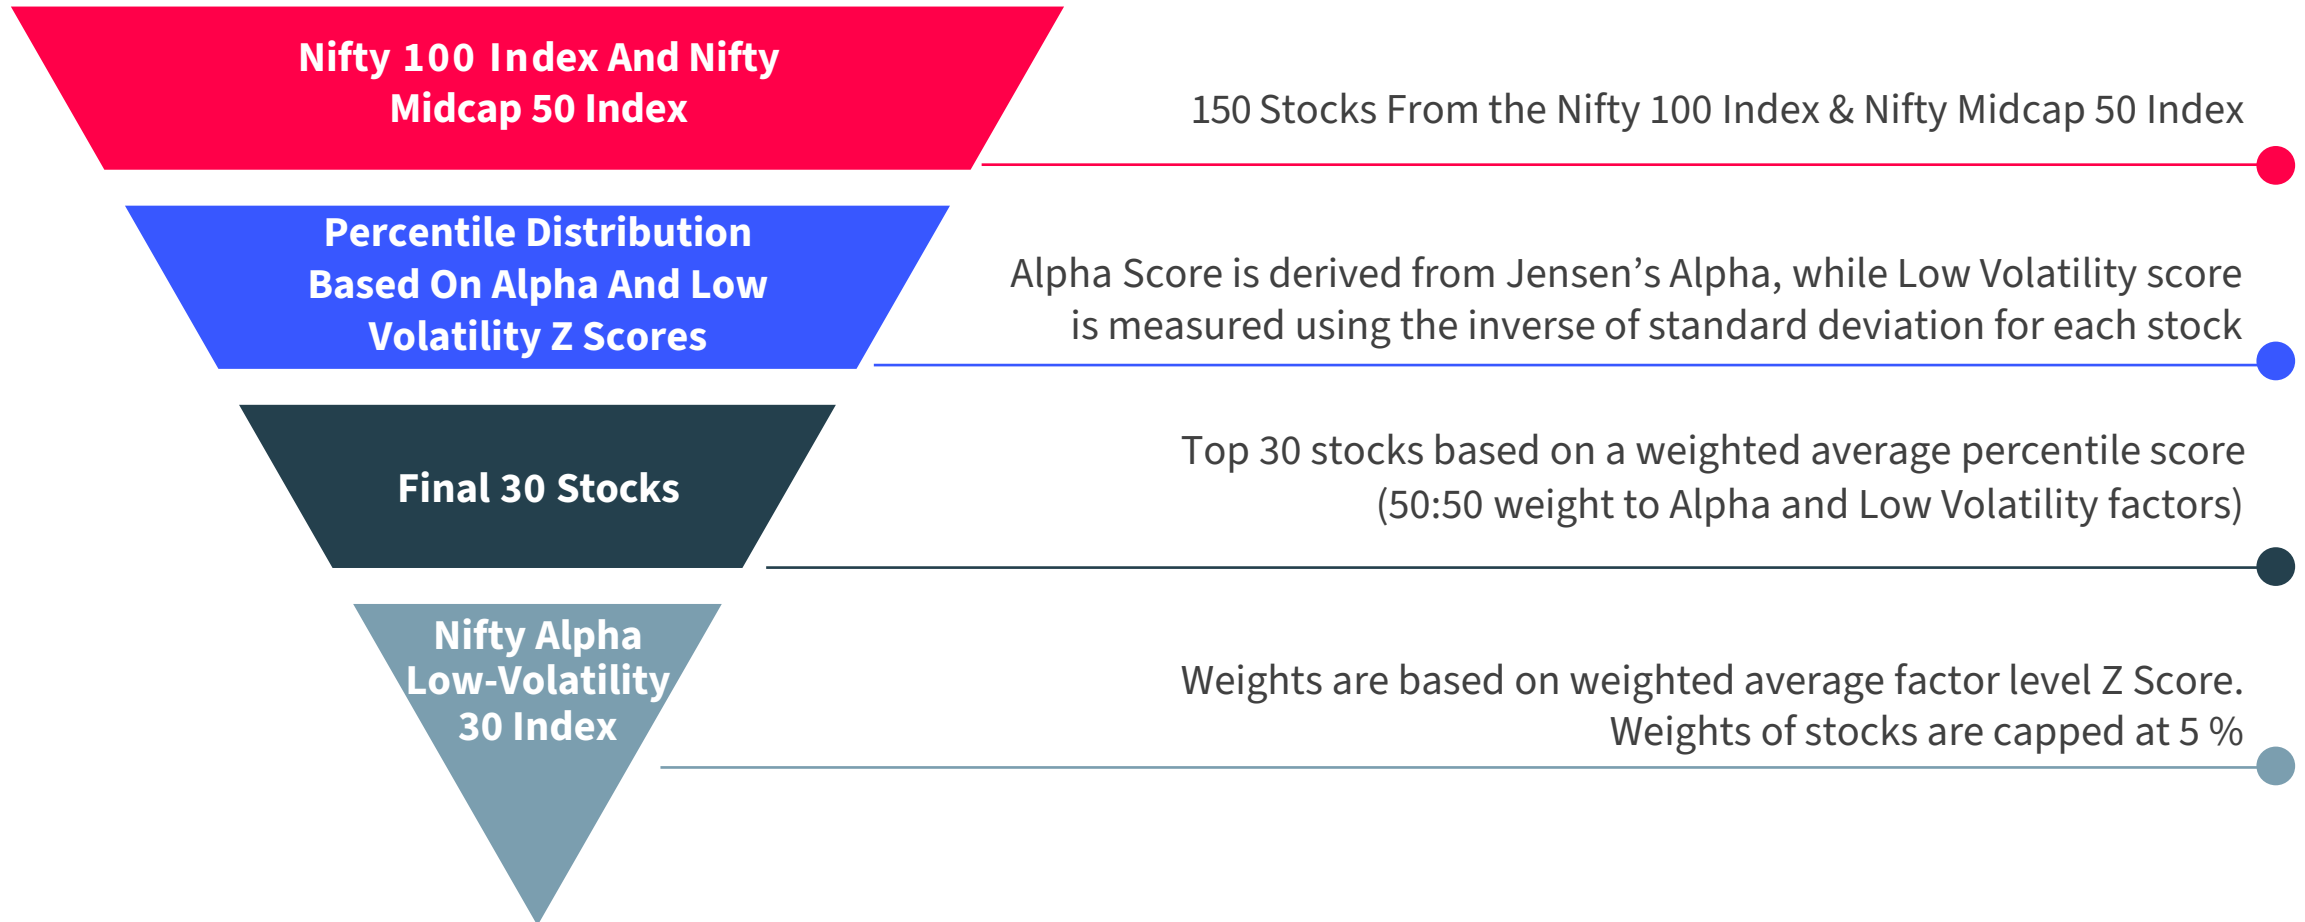 Nifty 100 Index And Nifty
Midcap 50 Index
150 Stocks From the Nifty 100 Index & Nifty Midcap 50 Index
Percentile Distribution
Based On Alpha And Low
Volatility Z Scores
Alpha Score is derived from Jensen’s Alpha, while Low Volatility score
is measured using the inverse of standard deviation for each stock
Final 30 Stocks
Top 30 stocks based on a weighted average percentile score
(50:50 weight to Alpha and Low Volatility factors)
Nifty Alpha
Low-Volatility
30 Index
Weights are based on weighted average factor level Z Score.
Weights of stocks are capped at 5 %